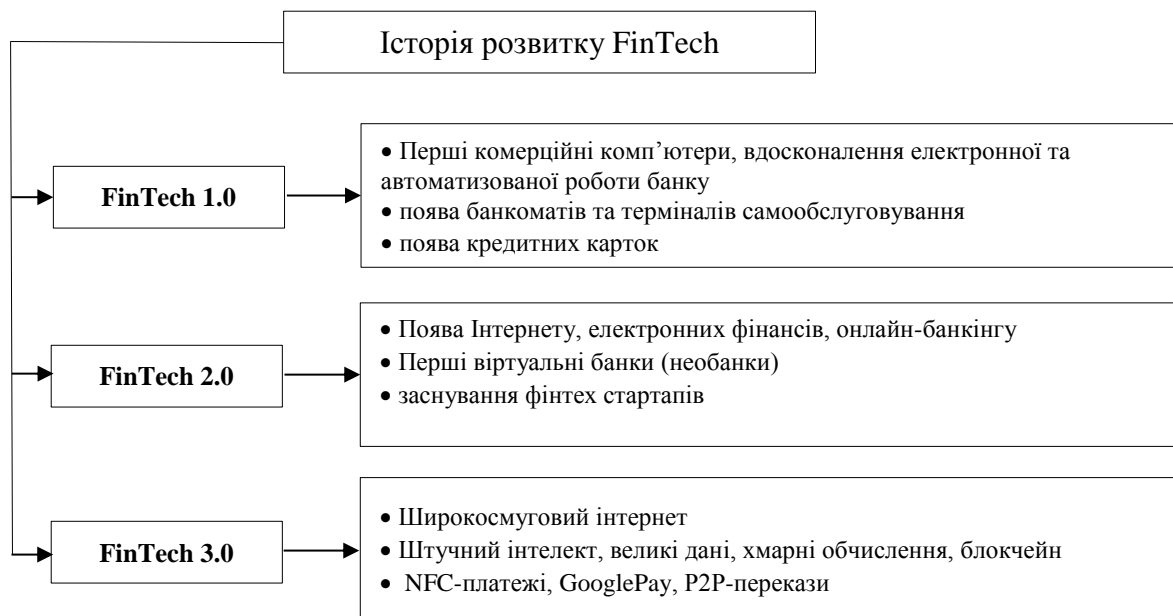 Історія розвитку FinTech
FinTech 1.0
• Перші комерційні комп’ютери, вдосконалення електронної та
автоматизованої роботи банку
• поява банкоматів та терміналів самообслуговування
• поява кредитних карток
FinTech 2.0
• Поява Інтернету, електронних фінансів, онлайн-банкінгу
• Перші віртуальні банки (необанки)
• заснування фінтех стартапів
FinTech 3.0
• Широкосмуговий інтернет
• Штучний інтелект, великі дані, хмарні обчислення, блокчейн
• NFC-платежі, GooglePay, P2P-перекази